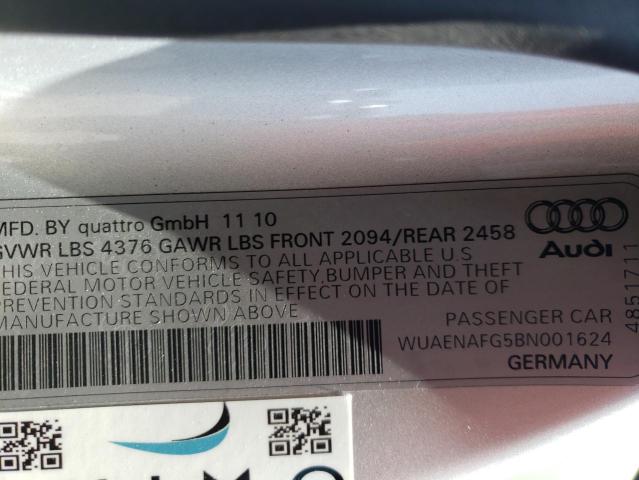 MFD. BY quattro GmbH 11 10
GVWR LBS 4376 GAWR LBS FRONT 2094/REAR 2458
THIS VEHICLE CONFORMS TO ALL APPLICABLE U.S
FEDERAL MOTOR VEHICLE SAFETY,BUMPER AND THEFT
PREVENTION STANDARDS IN EFFECT ON THE DATE OF
MANUFACTURE SHOWN ABOVE
Audi
PASSENGER CAR
WUAENAFG5BN001624
GERMANY
4851711